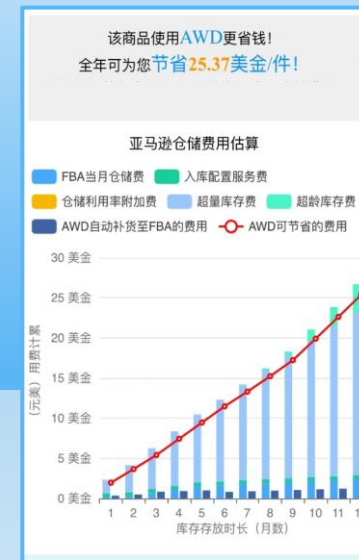 该商品使用AWD更省钱！
全年可为您节省25.37美金/件！
亚马逊仓储费用估算
FBA当月仓储费 入库配置服务费
仓储利用率附加费 超量库存费 超龄库存费
AWD自动补货至FBA的费用 AWD可节省的费用
费用累计（美元）
30 美金
25 美金
20 美金
15 美金
10 美金
5 美金
0 美金
1 2 3 4 5 6 7 8 9 10 11
库存存放时长（月数）